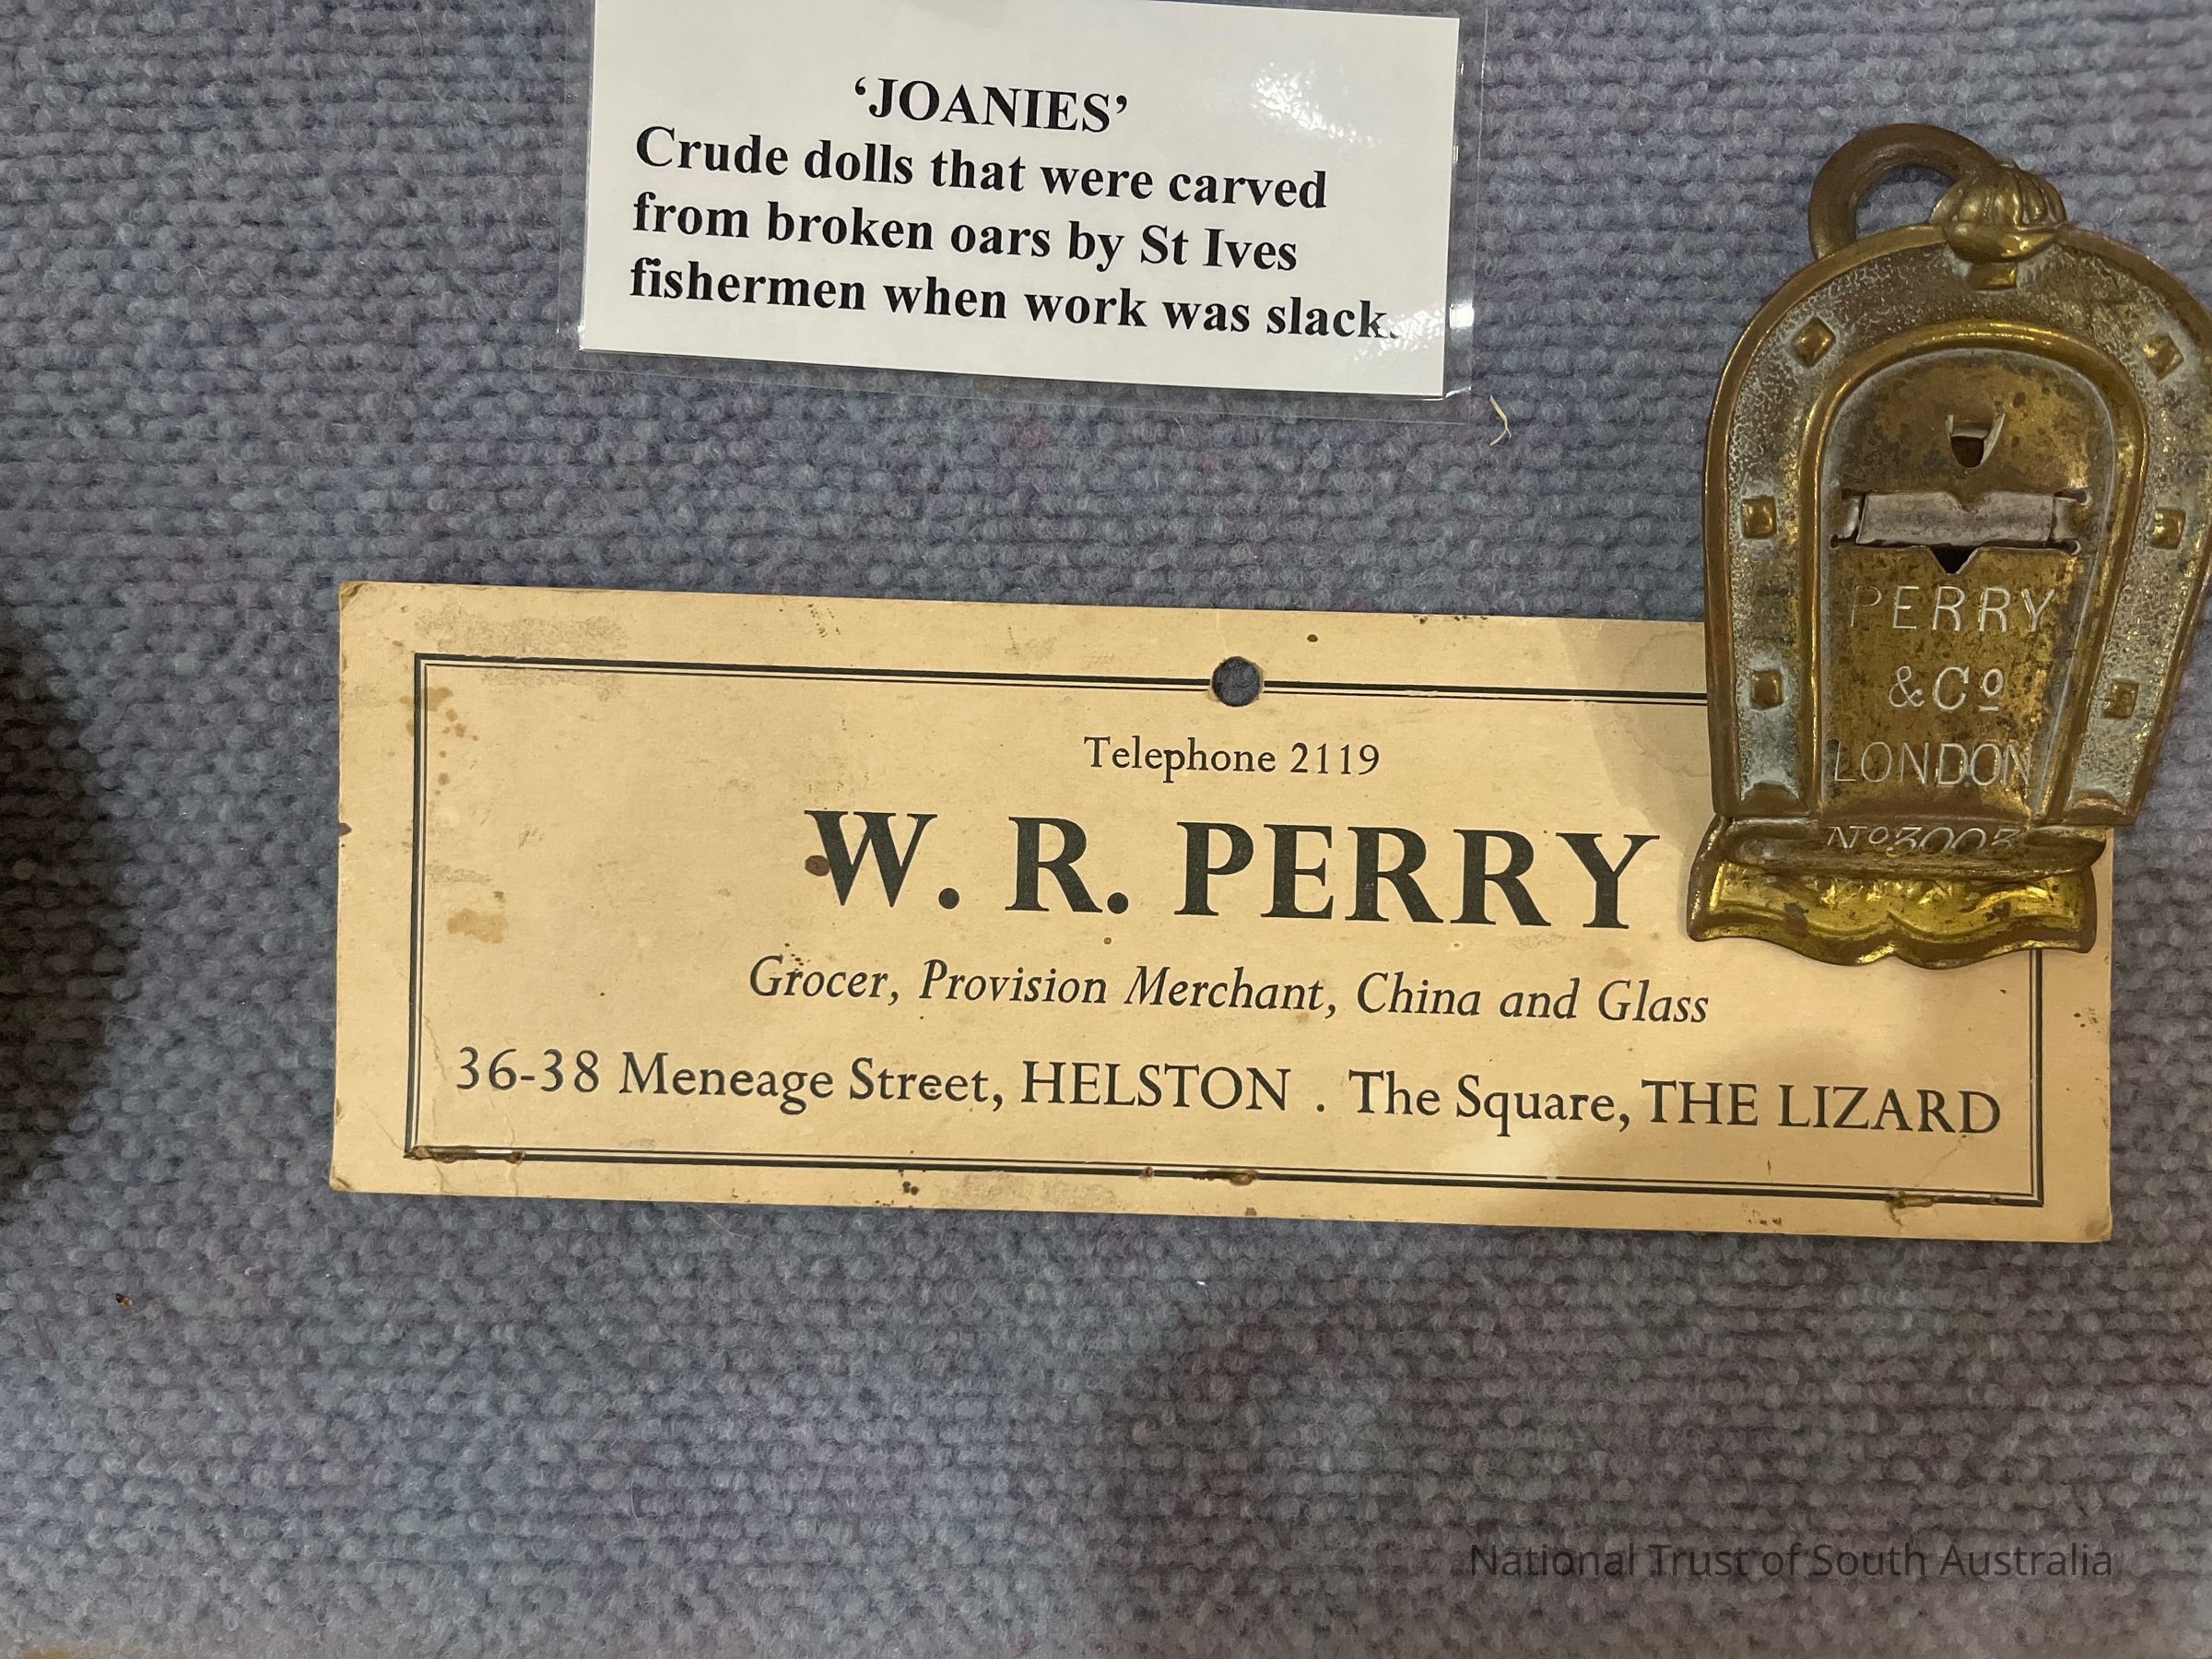 ‘JOANIES’
Crude dolls that were carved
from broken oars by St Ives
fishermen when work was slack.
PERRY
& Cº
LONDON
Nº 3003
Telephone 2119
W. R. PERRY
Grocer, Provision Merchant, China and Glass
36-38 Meneage Street, HELSTON . The Square, THE LIZARD
National Trust of South Australia